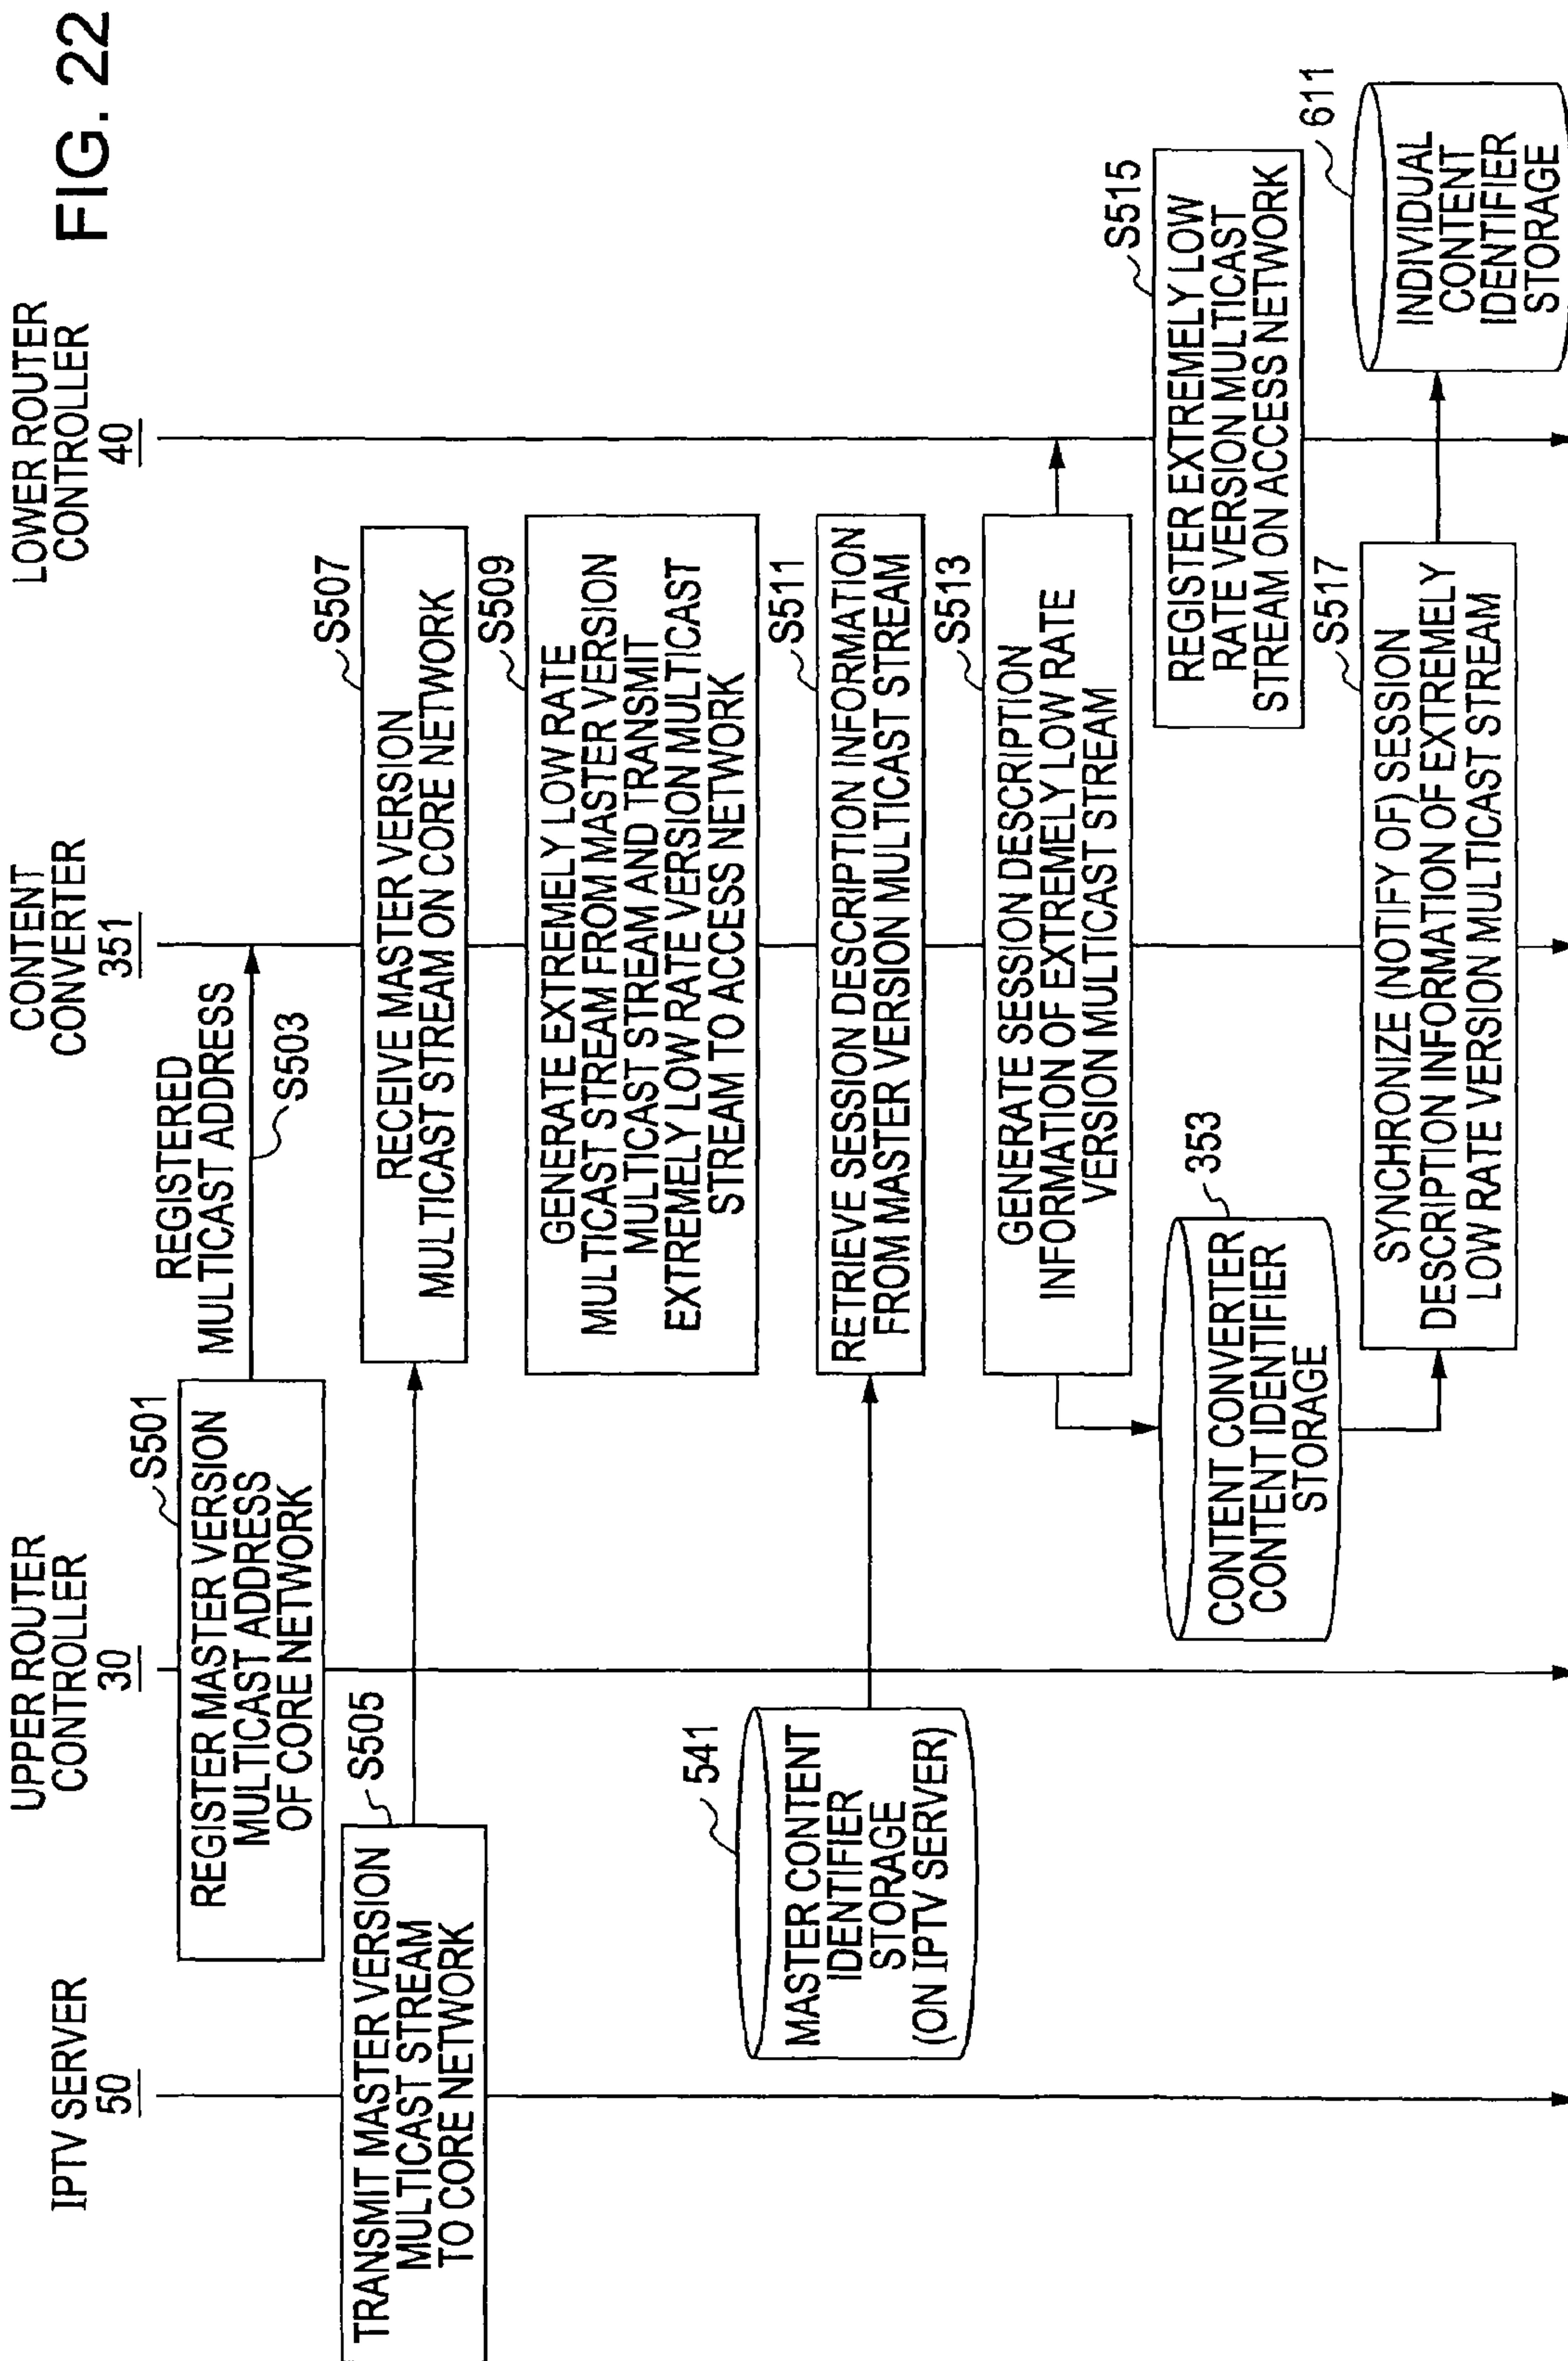 FIG. 22
IPTV SERVER
50
UPPER ROUTER
CONTROLLER
30
CONTENT
CONVERTER
351
LOWER ROUTER
CONTROLLER
40
S501
REGISTER MASTER VERSION
MULTICAST ADDRESS
OF CORE NETWORK
REGISTERED
MULTICAST ADDRESS
S503
TRANSMIT MASTER VERSION
MULTICAST STREAM
TO CORE NETWORK
S505
S507
RECEIVE MASTER VERSION
MULTICAST STREAM ON CORE NETWORK
S509
GENERATE EXTREMELY LOW RATE
MULTICAST STREAM FROM MASTER VERSION
MULTICAST STREAM AND TRANSMIT
EXTREMELY LOW RATE VERSION MULTICAST
STREAM TO ACCESS NETWORK
541
MASTER CONTENT
IDENTIFIER
STORAGE
(ON IPTV SERVER)
S511
RETRIEVE SESSION DESCRIPTION INFORMATION
FROM MASTER VERSION MULTICAST STREAM
S513
GENERATE SESSION DESCRIPTION
INFORMATION OF EXTREMELY LOW RATE
VERSION MULTICAST STREAM
353
CONTENT CONVERTER
CONTENT IDENTIFIER
STORAGE
S515
REGISTER EXTREMELY LOW
RATE VERSION MULTICAST
STREAM ON ACCESS NETWORK
S517
SYNCHRONIZE (NOTIFY OF) SESSION
DESCRIPTION INFORMATION OF EXTREMELY
LOW RATE VERSION MULTICAST STREAM
611
INDIVIDUAL
CONTENT
IDENTIFIER
STORAGE